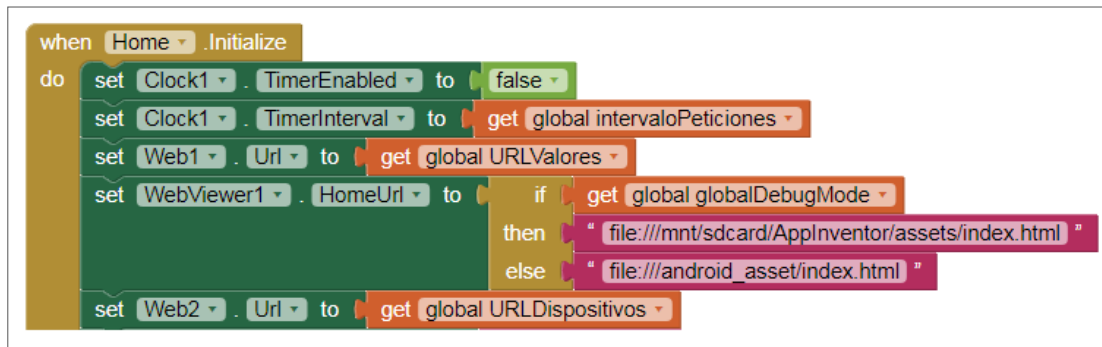 when Home .Initialize
do set Clock1 . TimerEnabled to false
set Clock1 . TimerInterval to get global intervaloPeticiones
set Web1 . Url to get global URLValores
set WebViewer1 . HomeUrl to if get global globalDebugMode
then " file:///mnt/sdcard/AppInventor/assets/index.html "
else " file:///android_asset/index.html "
set Web2 . Url to get global URLDispositivos